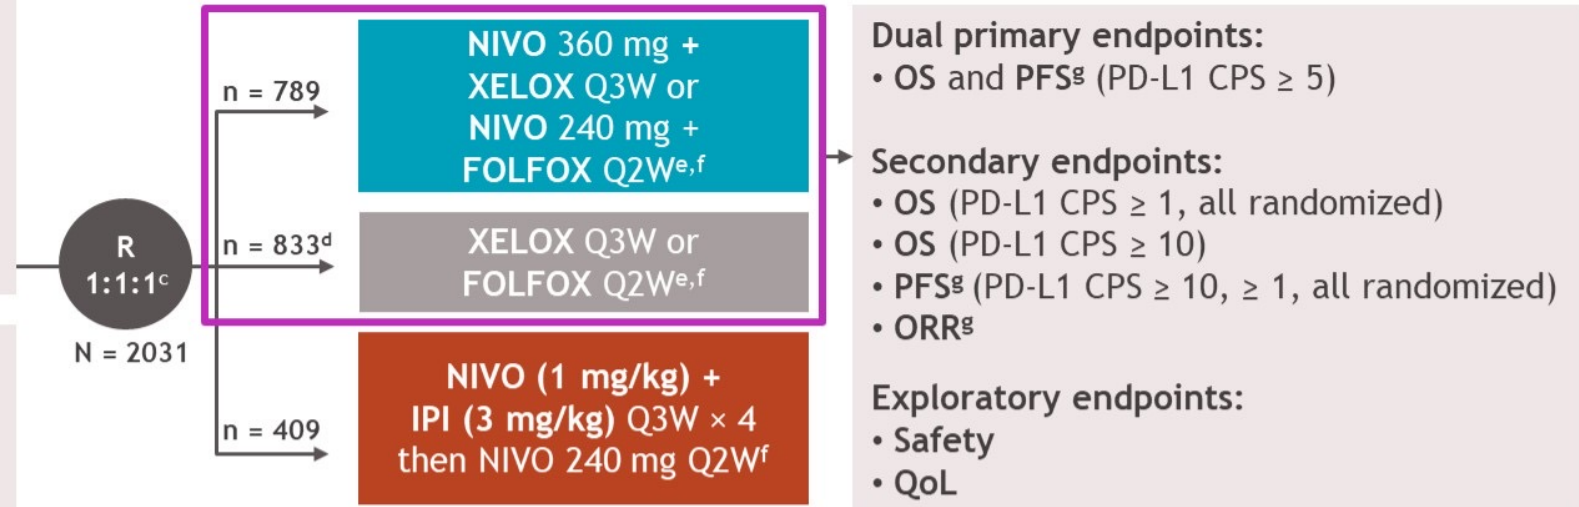 R
1:1:1ᶜ
N = 2031
n = 789
NIVO 360 mg +
XELOX Q3W or
NIVO 240 mg +
FOLFOX Q2Wᵉ,ᶠ
n = 833ᵈ
XELOX Q3W or
FOLFOX Q2Wᵉ,ᶠ
n = 409
NIVO (1 mg/kg) +
IPI (3 mg/kg) Q3W × 4
then NIVO 240 mg Q2Wᶠ
Dual primary endpoints:
• OS and PFSᵍ (PD-L1 CPS ≥ 5)
Secondary endpoints:
• OS (PD-L1 CPS ≥ 1, all randomized)
• OS (PD-L1 CPS ≥ 10)
• PFSᵍ (PD-L1 CPS ≥ 10, ≥ 1, all randomized)
• ORRᵍ
Exploratory endpoints:
• Safety
• QoL